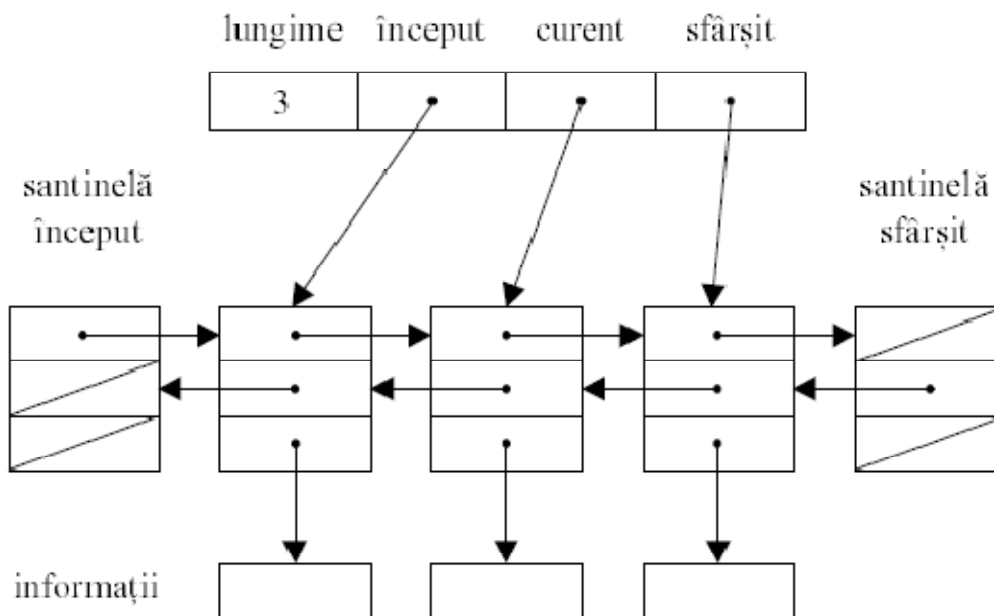 lungime început curent sfârșit
3
santinelă
început
santinelă
sfârșit
informații